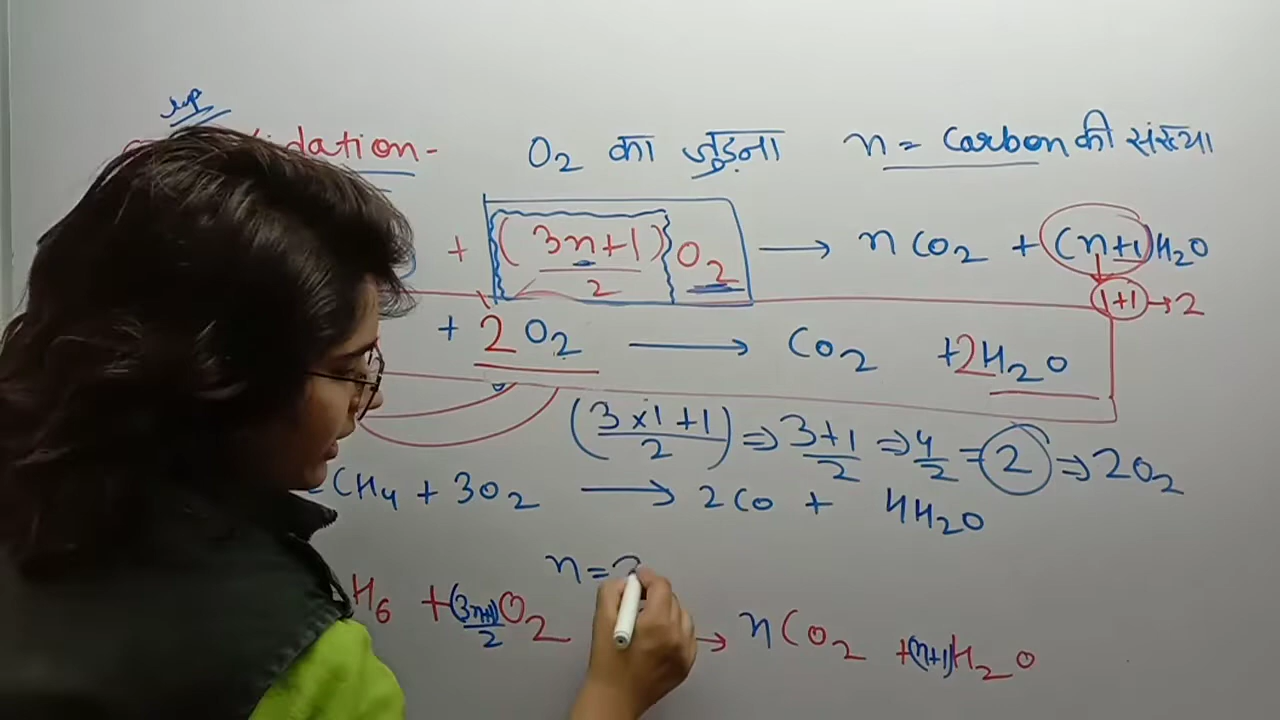 Imp
idation - O2 का जुड़ना n = Carbon की संख्या
+ (3n+1)/2 O2 → n CO2 + (n+1)H2O
1+1 → 2
+ 2O2 → CO2 +2H2O
(3×1+1)/2 ⇒ 3+1/2 ⇒ 4/2 = 2 ⇒ 2O2
CH4 + 3O2 → 2CO + 4H2O
n = 2
H6 + (3n+1)/2 O2 → nCO2 +(n+1)H2O